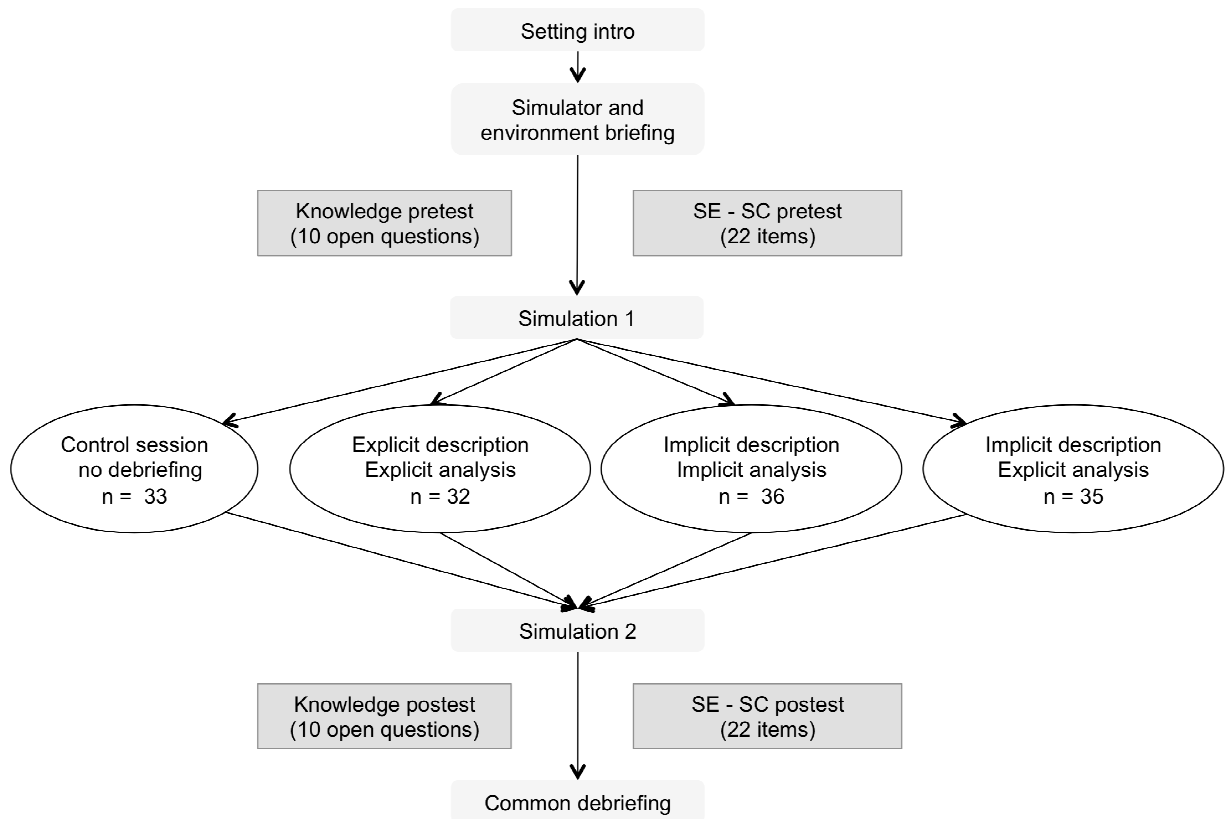 Setting intro
Simulator and
environment briefing
Knowledge pretest
(10 open questions)
SE - SC pretest
(22 items)
Simulation 1
Control session
no debriefing
n = 33
Explicit description
Explicit analysis
n = 32
Implicit description
Implicit analysis
n = 36
Implicit description
Explicit analysis
n = 35
Simulation 2
Knowledge postest
(10 open questions)
SE - SC postest
(22 items)
Common debriefing